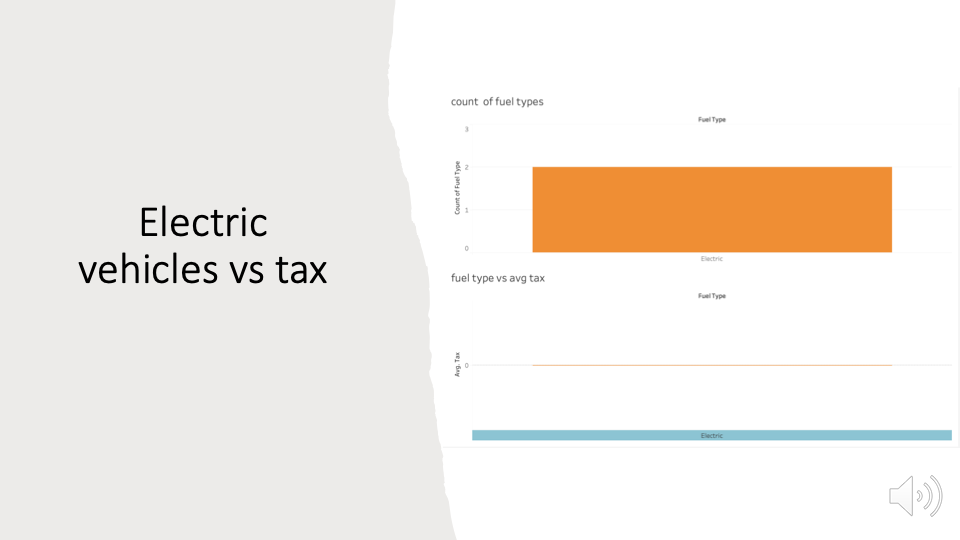 Electric
vehicles vs tax
count of fuel types
Fuel Type
3
2
1
0
Count of Fuel Type
Electric
fuel type vs avg tax
Fuel Type
0
Avg. Tax
Electric